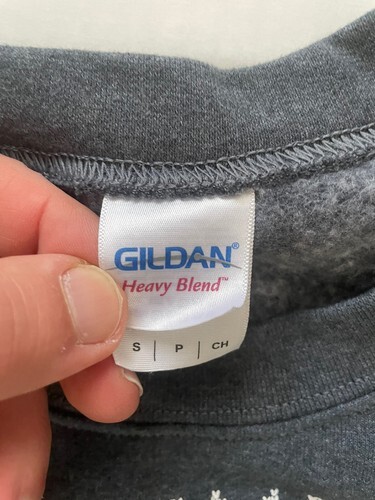 GILDAN®
Heavy Blend™
S | P | CH